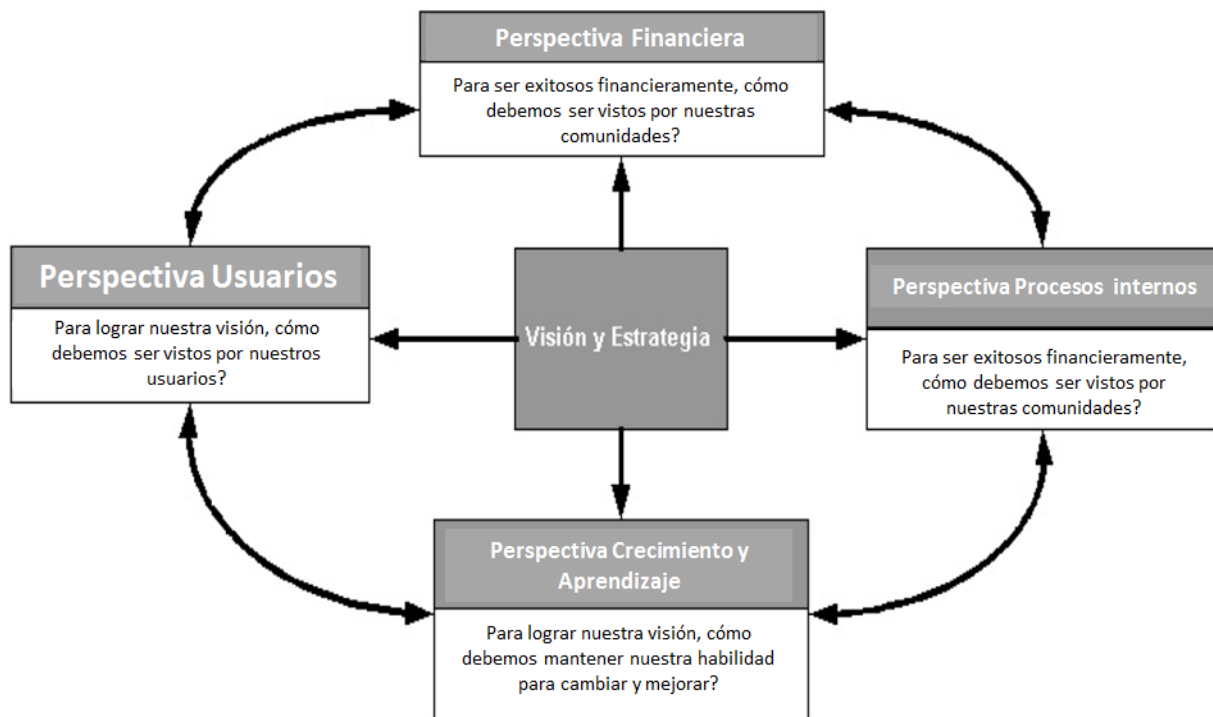 Perspectiva Financiera
Para ser exitosos financieramente, cómo
debemos ser vistos por nuestras
comunidades?
Perspectiva Usuarios
Para lograr nuestra visión, cómo
debemos ser vistos por nuestros
usuarios?
Visión y Estrategia
Perspectiva Procesos internos
Para ser exitosos financieramente,
cómo debemos ser vistos por
nuestras comunidades?
Perspectiva Crecimiento y
Aprendizaje
Para lograr nuestra visión, cómo
debemos mantener nuestra habilidad
para cambiar y mejorar?